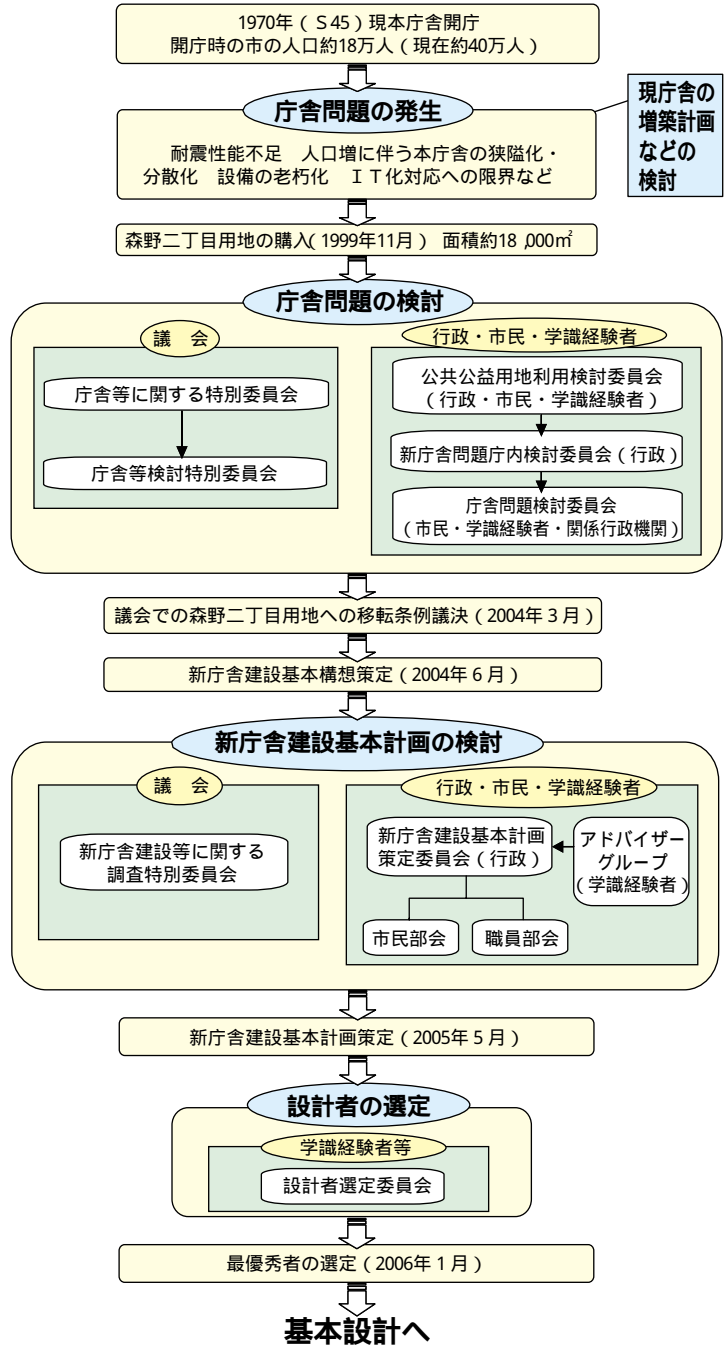 1970年（S45）現本庁舎開庁
開庁時の市の人口約18万人（現在約40万人）
庁舎問題の発生
耐震性能不足　人口増に伴う本庁舎の狭隘化・
分散化　設備の老朽化　ＩＴ化対応への限界など
現庁舎の
増築計画
などの
検討
森野二丁目用地の購入（1999年11月）　面積約18,000㎡
庁舎問題の検討
議　会
庁舎等に関する特別委員会
庁舎等検討特別委員会
行政・市民・学識経験者
公共公益用地利用検討委員会
（行政・市民・学識経験者）
新庁舎問題庁内検討委員会（行政）
庁舎問題検討委員会
（市民・学識経験者・関係行政機関）
議会での森野二丁目用地への移転条例議決（2004年３月）
新庁舎建設基本構想策定（2004年６月）
新庁舎建設基本計画の検討
議　会
新庁舎建設等に関する
調査特別委員会
行政・市民・学識経験者
新庁舎建設基本計画
策定委員会（行政）
アドバイザー
グループ
（学識経験者）
市民部会
職員部会
新庁舎建設基本計画策定（2005年５月）
設計者の選定
学識経験者等
設計者選定委員会
最優秀者の選定（2006年１月）
基本設計へ